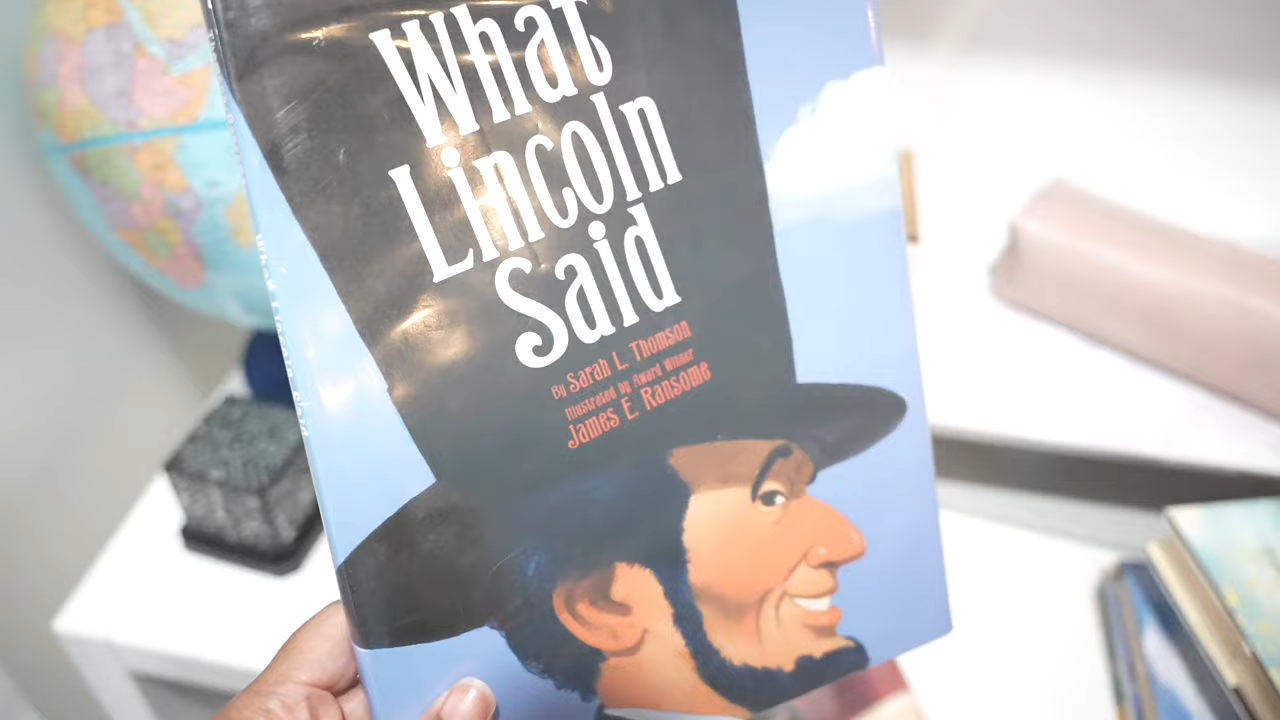 What
Lincoln
Said
By Sarah L. Thomson
Illustrated by Award Winner
James E. Ransome